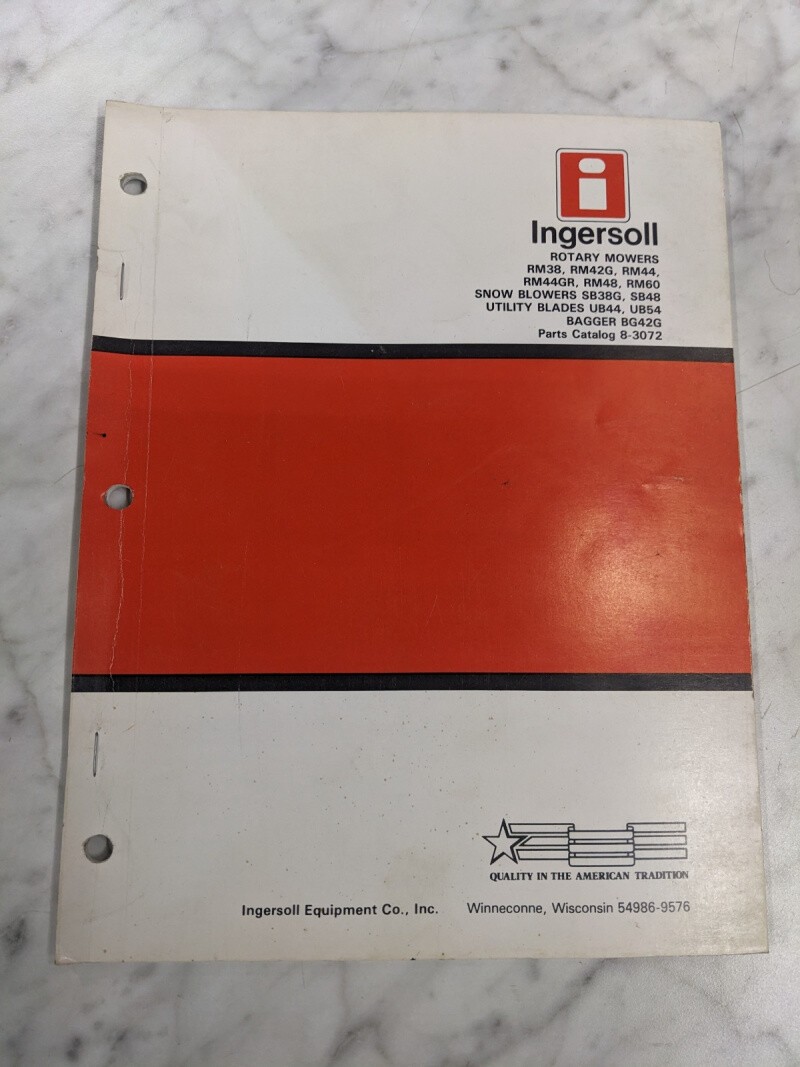 i
Ingersoll
ROTARY MOWERS
RM38, RM42G, RM44,
RM44GR, RM48, RM60
SNOW BLOWERS SB38G, SB48
UTILITY BLADES UB44, UB54
BAGGER BG42G
Parts Catalog 8-3072
QUALITY IN THE AMERICAN TRADITION
Ingersoll Equipment Co., Inc. Winneconne, Wisconsin 54986-9576